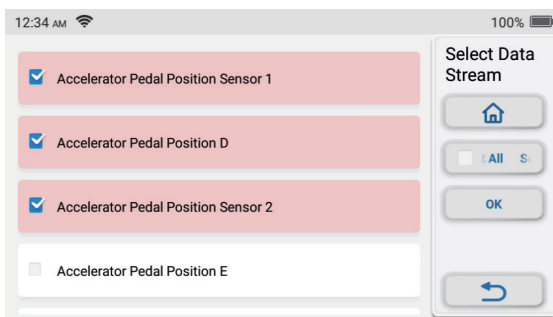 12:34 AM
100%
Accelerator Pedal Position Sensor 1
Accelerator Pedal Position D
Accelerator Pedal Position Sensor 2
Accelerator Pedal Position E
Select Data
Stream
All S
OK